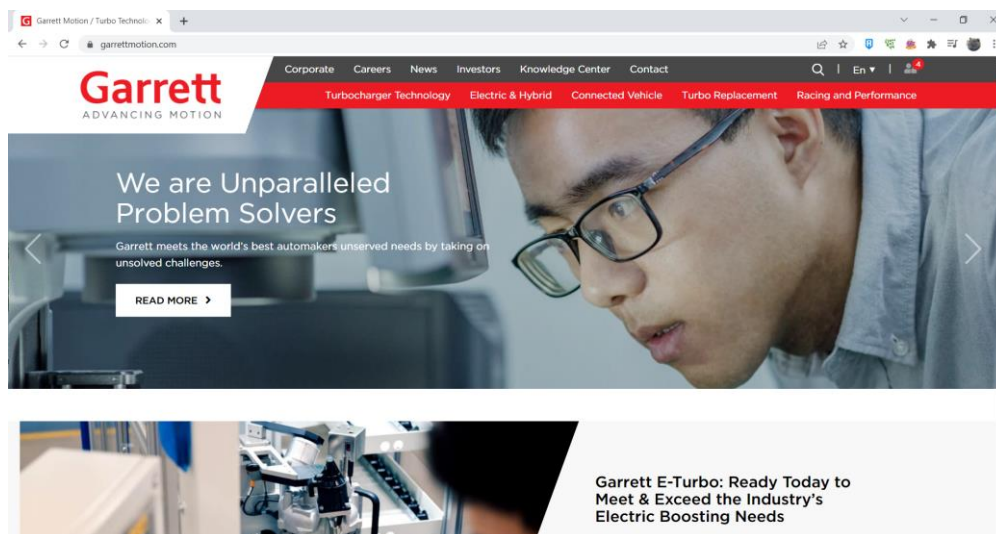 Garrett Motion / Turbo Technolo
garrettmotion.com
Garrett
ADVANCING MOTION
Corporate Careers News Investors Knowledge Center Contact
En
4
Turbocharger Technology Electric & Hybrid Connected Vehicle Turbo Replacement Racing and Performance
We are Unparalleled
Problem Solvers
Garrett meets the world's best automakers unserved needs by taking on
unsolved challenges.
READ MORE
Garrett E-Turbo: Ready Today to
Meet & Exceed the Industry's
Electric Boosting Needs